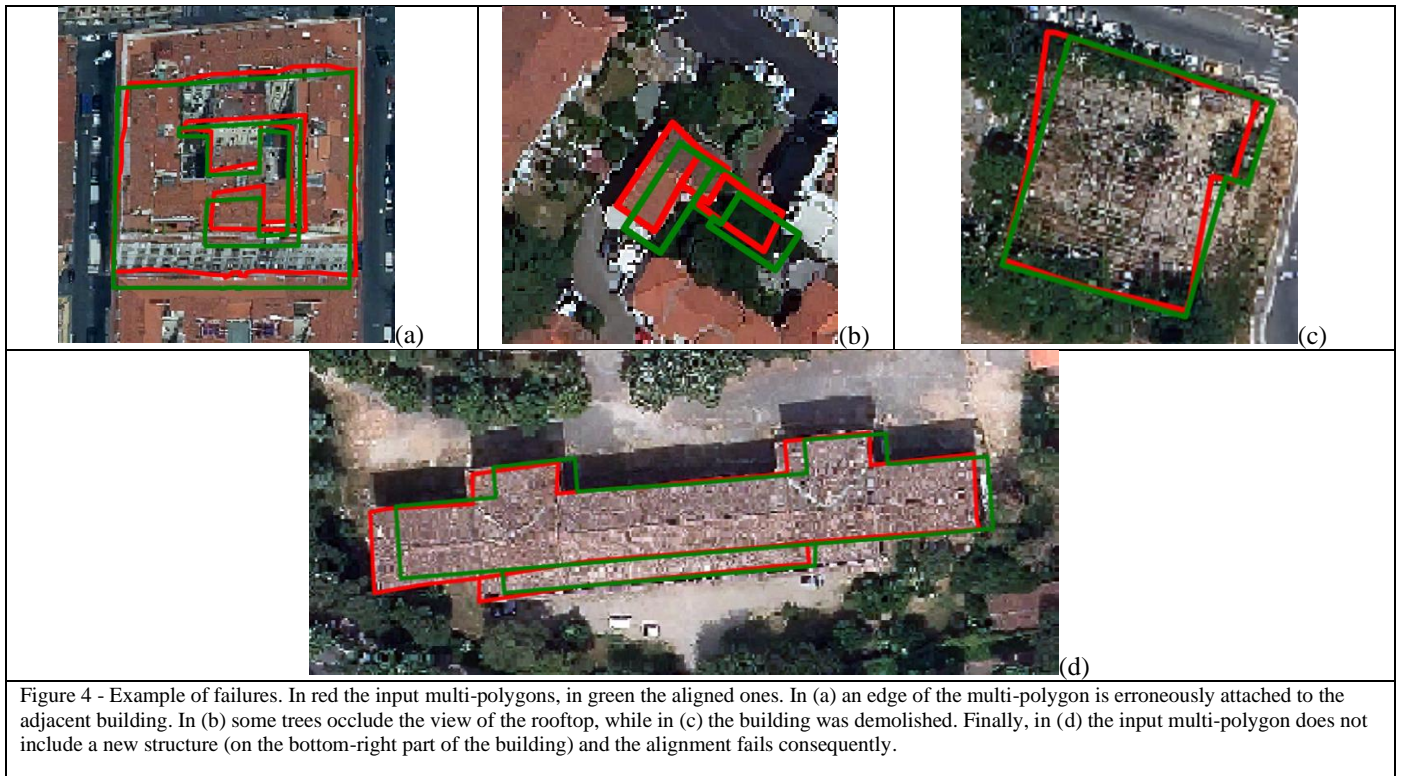 (a)
(b)
(c)
(d)
Figure 4 - Example of failures. In red the input multi-polygons, in green the aligned ones. In (a) an edge of the multi-polygon is erroneously attached to the
adjacent building. In (b) some trees occlude the view of the rooftop, while in (c) the building was demolished. Finally, in (d) the input multi-polygon does not
include a new structure (on the bottom-right part of the building) and the alignment fails consequently.